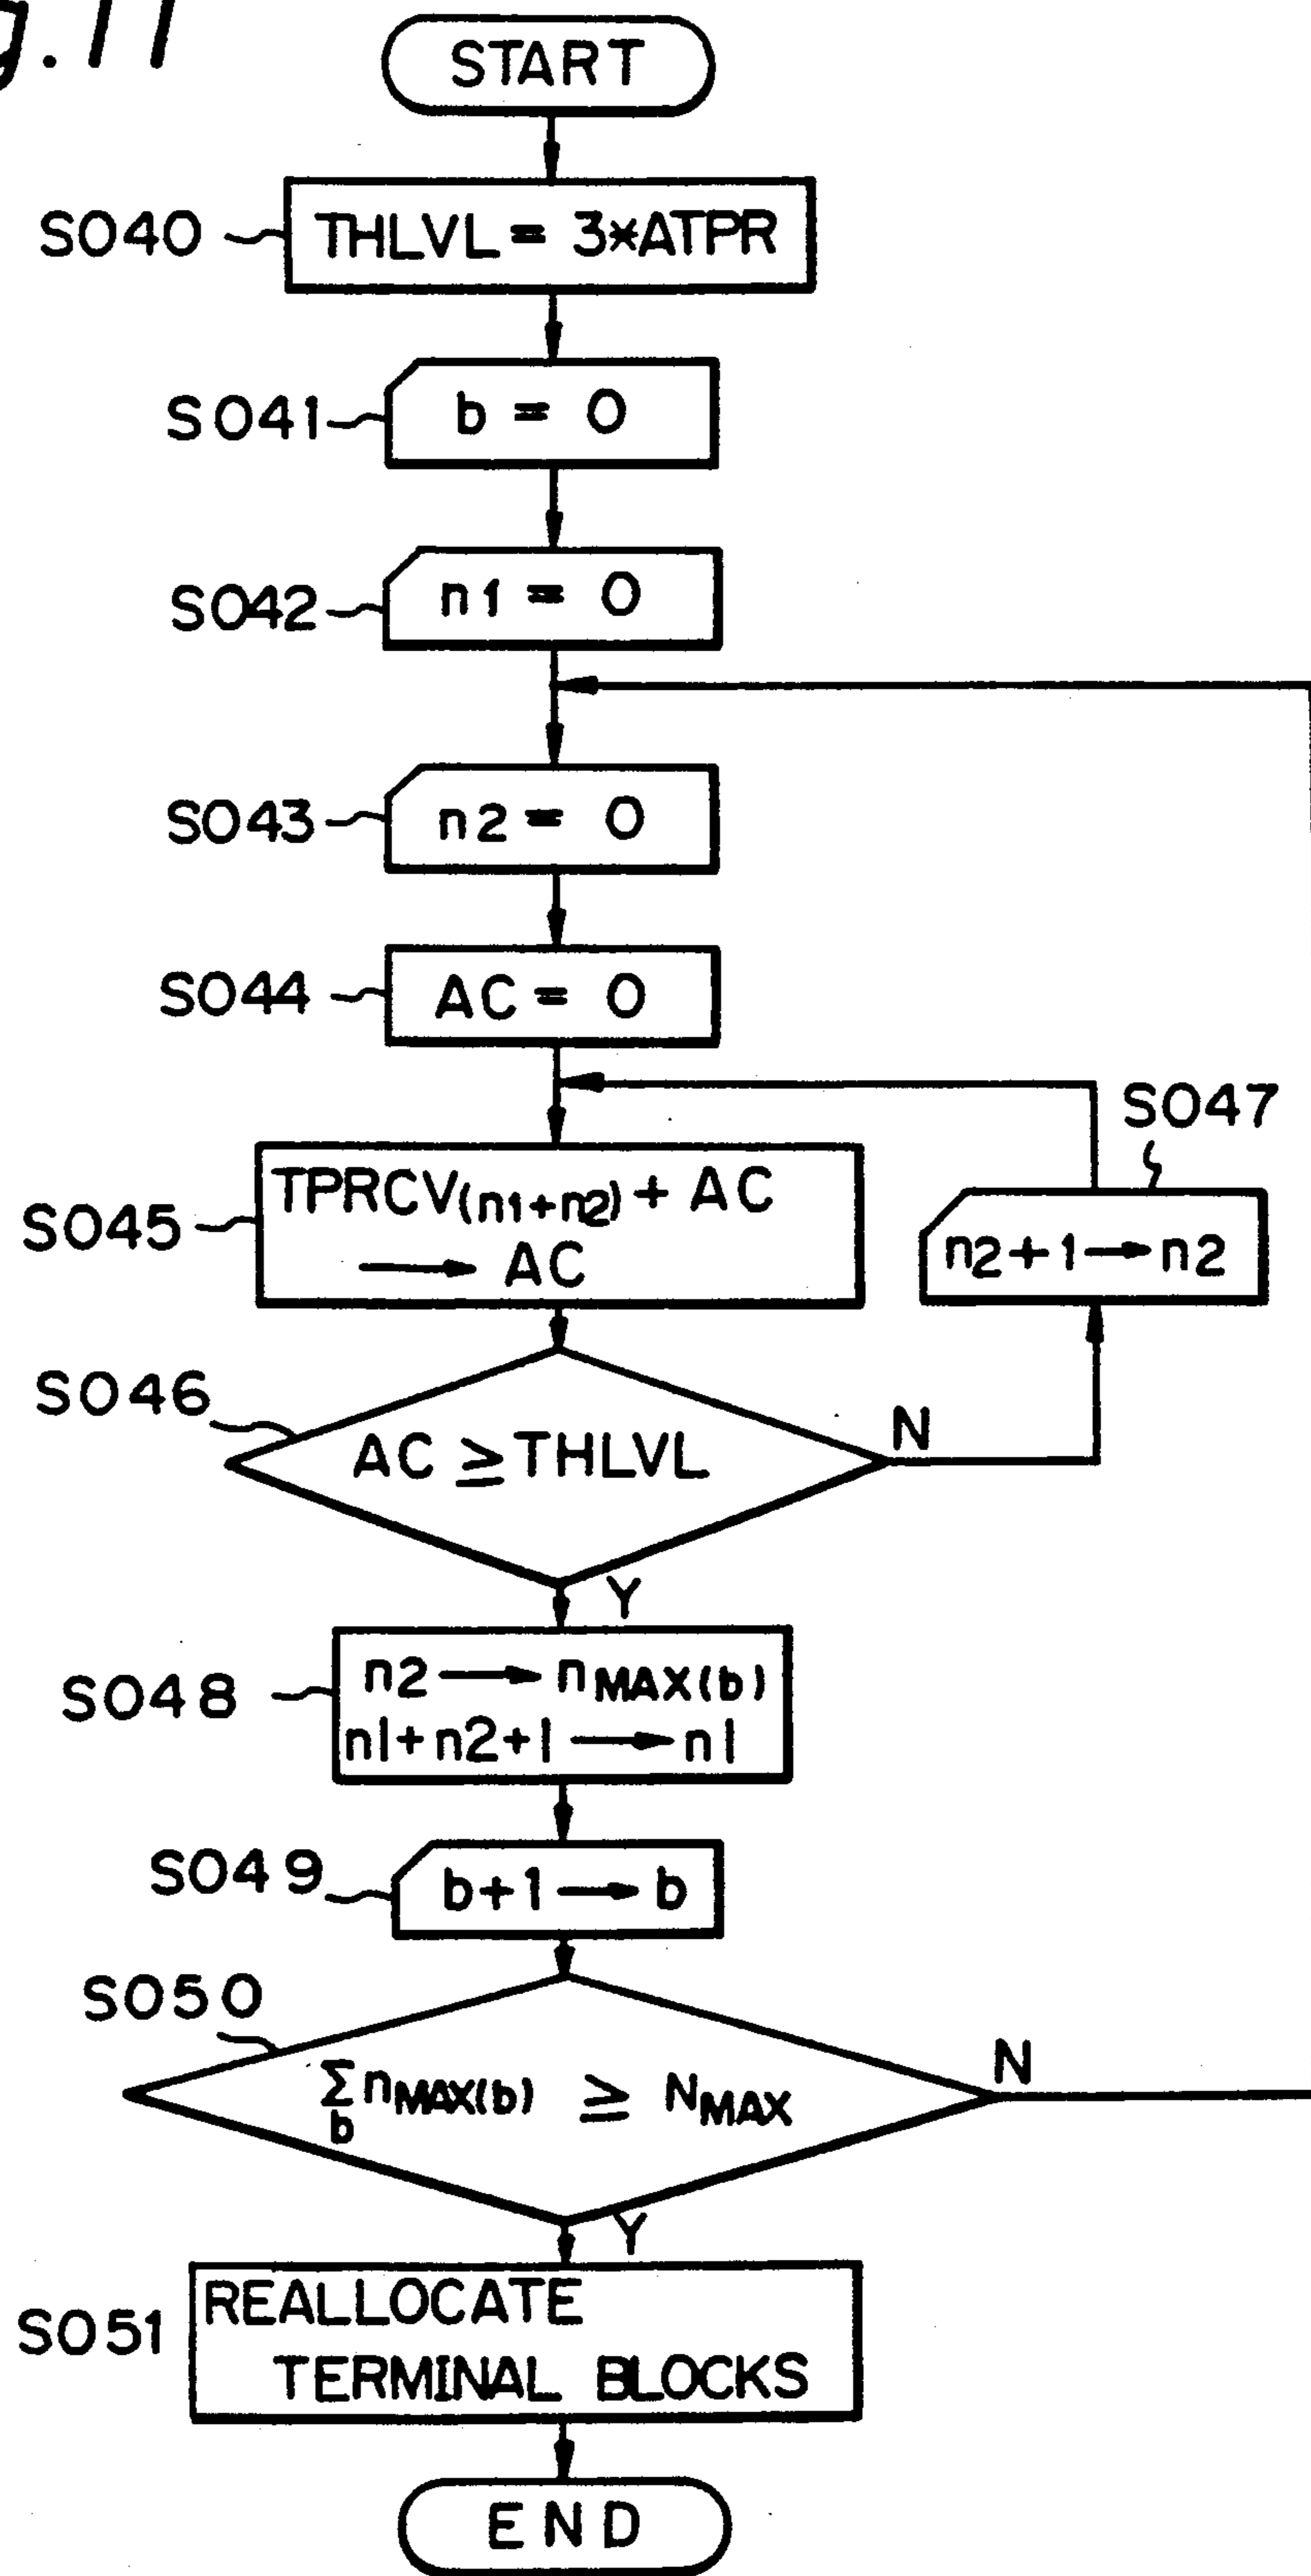 g.11
START
S040
THLVL = 3*ATPR
S041
b = 0
S042
n1 = 0
S043
n2 = 0
S044
AC = 0
S047
n2+1→n2
S045
TPRCV(n1+n2) + AC
→ AC
S046
AC ≥ THLVL
N
Y
S048
n2 → nMAX(b)
n1+n2+1 → n1
S049
b+1 → b
S050
Σ nMAX(b) ≥ NMAX
b
N
Y
S051
REALLOCATE
TERMINAL BLOCKS
END